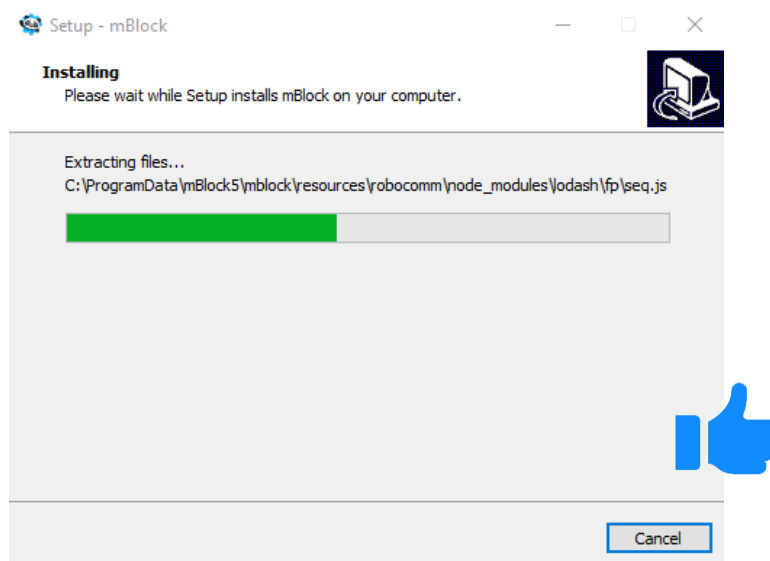 Setup - mBlock
Installing
Please wait while Setup installs mBlock on your computer.
Extracting files...
C:\ProgramData\mBlock5\mblock\resources\robocomm\node_modules\lodash\fp\seq.js
Cancel